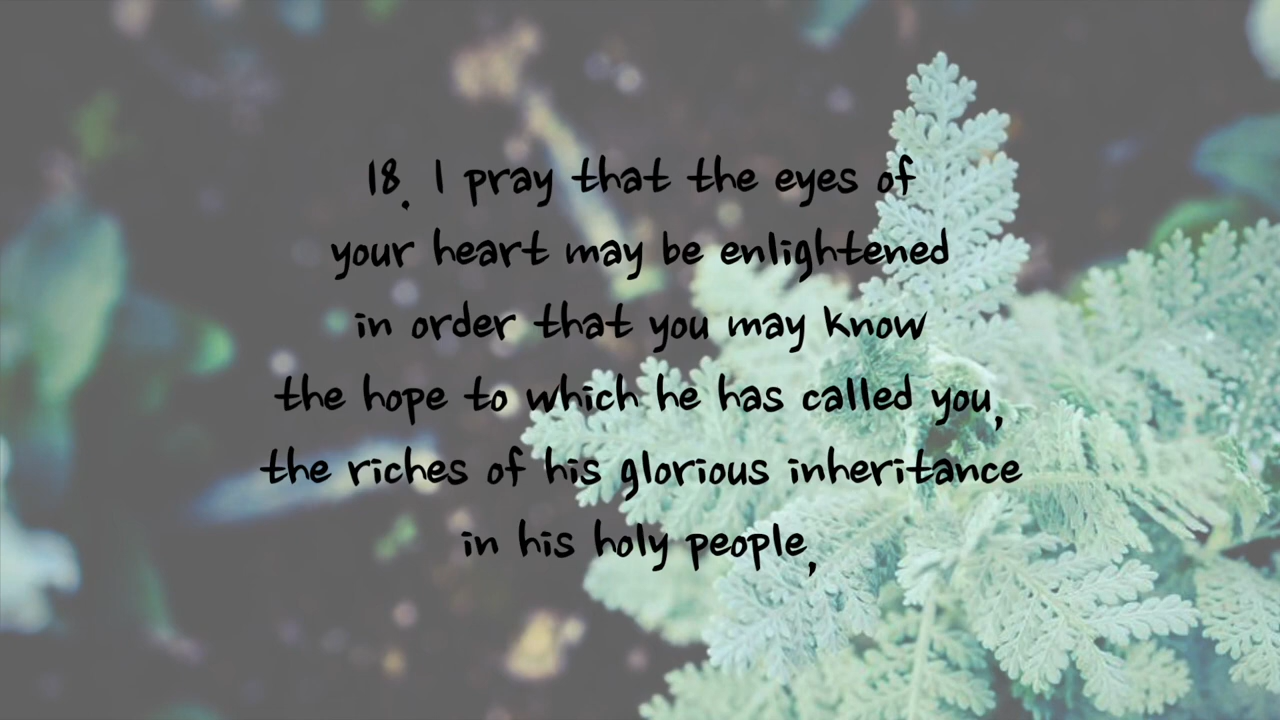 18. I pray that the eyes of
your heart may be enlightened
in order that you may know
the hope to which he has called you,
the riches of his glorious inheritance
in his holy people,